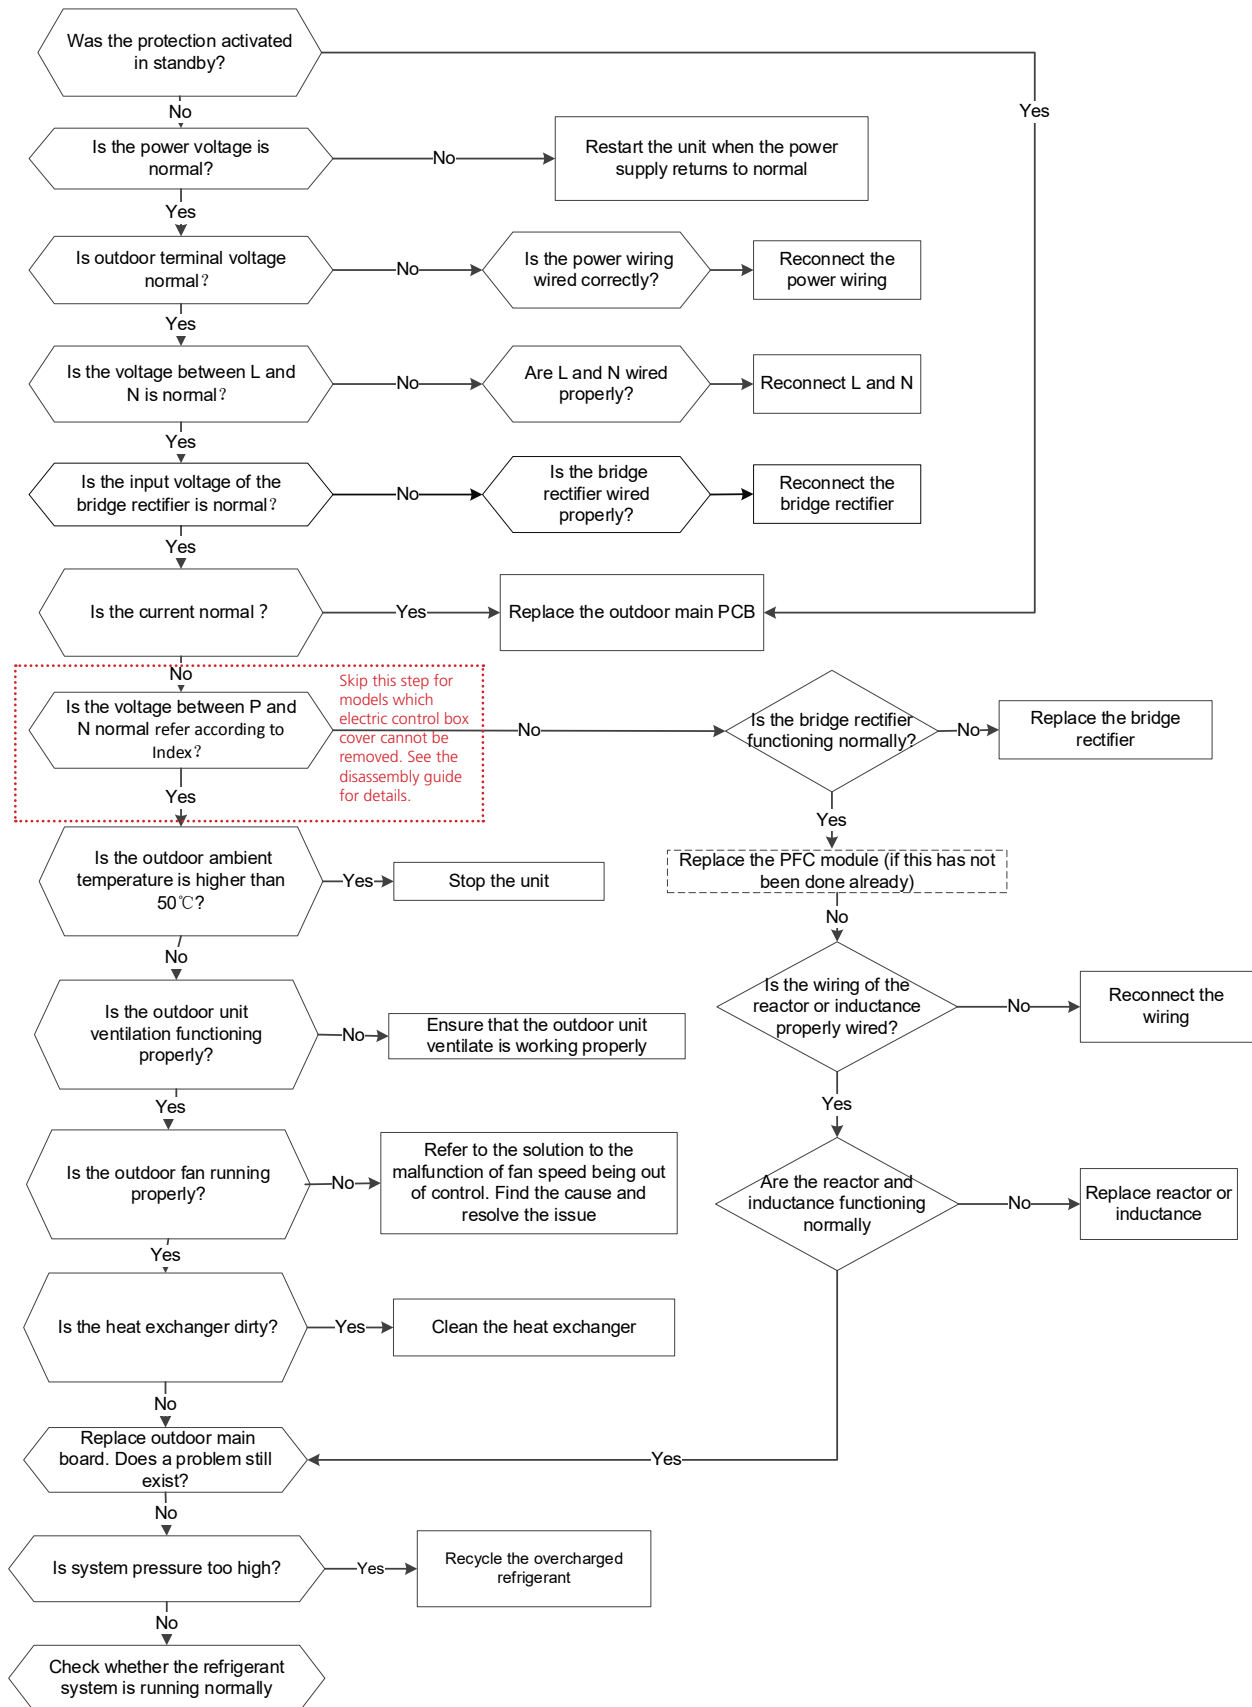 Was the protection activated
in standby?
Yes
No
Is the power voltage is
normal?
No
Restart the unit when the power
supply returns to normal
Yes
Is outdoor terminal voltage
normal?
No
Is the power wiring
wired correctly?
Reconnect the
power wiring
Yes
Is the voltage between L and
N is normal?
No
Are L and N wired
properly?
Reconnect L and N
Yes
Is the input voltage of the
bridge rectifier is normal?
No
Is the bridge
rectifier wired
properly?
Reconnect the
bridge rectifier
Yes
Is the current normal ?
Yes
Replace the outdoor main PCB
No
Is the voltage between P and
N normal refer according to
Index?
Skip this step for
models which
electric control box
cover cannot be
removed. See the
disassembly guide
for details.
No
Is the bridge rectifier
functioning normally?
No
Replace the bridge
rectifier
Yes
Yes
Is the outdoor ambient
temperature is higher than
50℃?
Yes
Stop the unit
Replace the PFC module (if this has not
been done already)
No
No
Is the outdoor unit
ventilation functioning
properly?
No
Ensure that the outdoor unit
ventilate is working properly
Is the wiring of the
reactor or inductance
properly wired?
No
Reconnect the
wiring
Yes
Yes
Is the outdoor fan running
properly?
No
Refer to the solution to the
malfunction of fan speed being out
of control. Find the cause and
resolve the issue
Are the reactor and
inductance functioning
normally
No
Replace reactor or
inductance
Yes
Is the heat exchanger dirty?
Yes
Clean the heat exchanger
No
Replace outdoor main
board. Does a problem still
exist?
Yes
No
Is system pressure too high?
Yes
Recycle the overcharged
refrigerant
No
Check whether the refrigerant
system is running normally